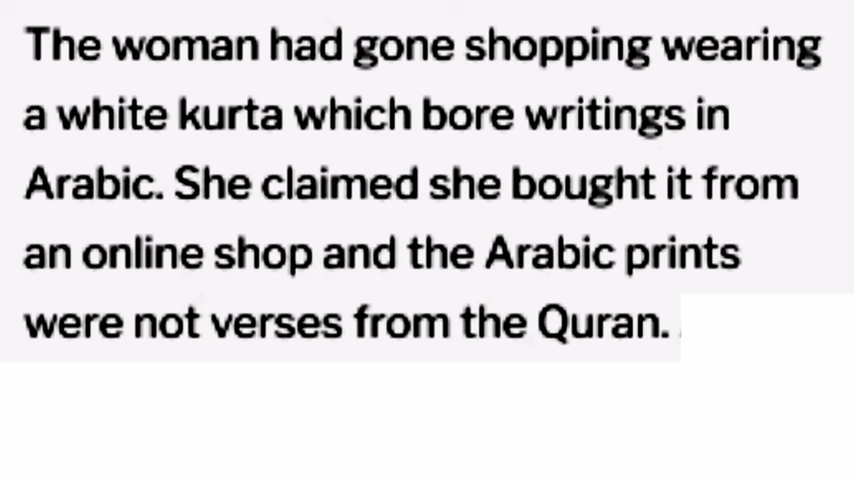 The woman had gone shopping wearing
a white kurta which bore writings in
Arabic. She claimed she bought it from
an online shop and the Arabic prints
were not verses from the Quran.